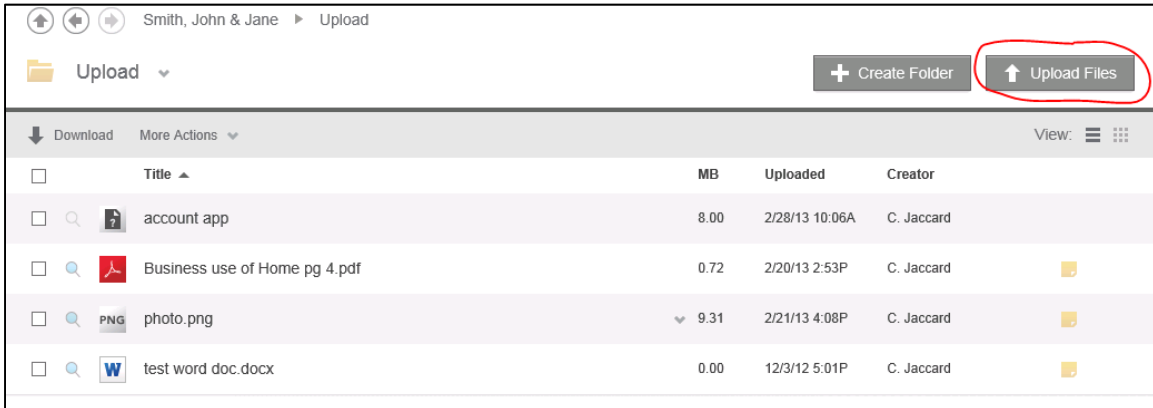 Smith, John & Jane Upload
Upload
Create Folder Upload Files
Download More Actions View:
Title MB Uploaded Creator
? account app 8.00 2/28/13 10:06A C. Jaccard
Business use of Home pg 4.pdf 0.72 2/20/13 2:53P C. Jaccard
PNG photo.png 9.31 2/21/13 4:08P C. Jaccard
W test word doc.docx 0.00 12/3/12 5:01P C. Jaccard